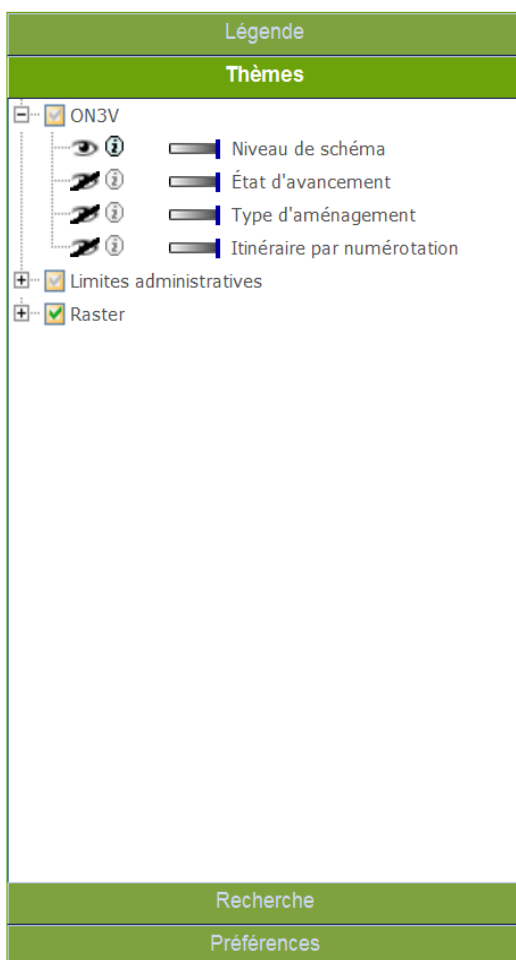 Légende
Thèmes
ON3V
Niveau de schéma
État d'avancement
Type d'aménagement
Itinéraire par numérotation
Limites administratives
Raster
Recherche
Préférences